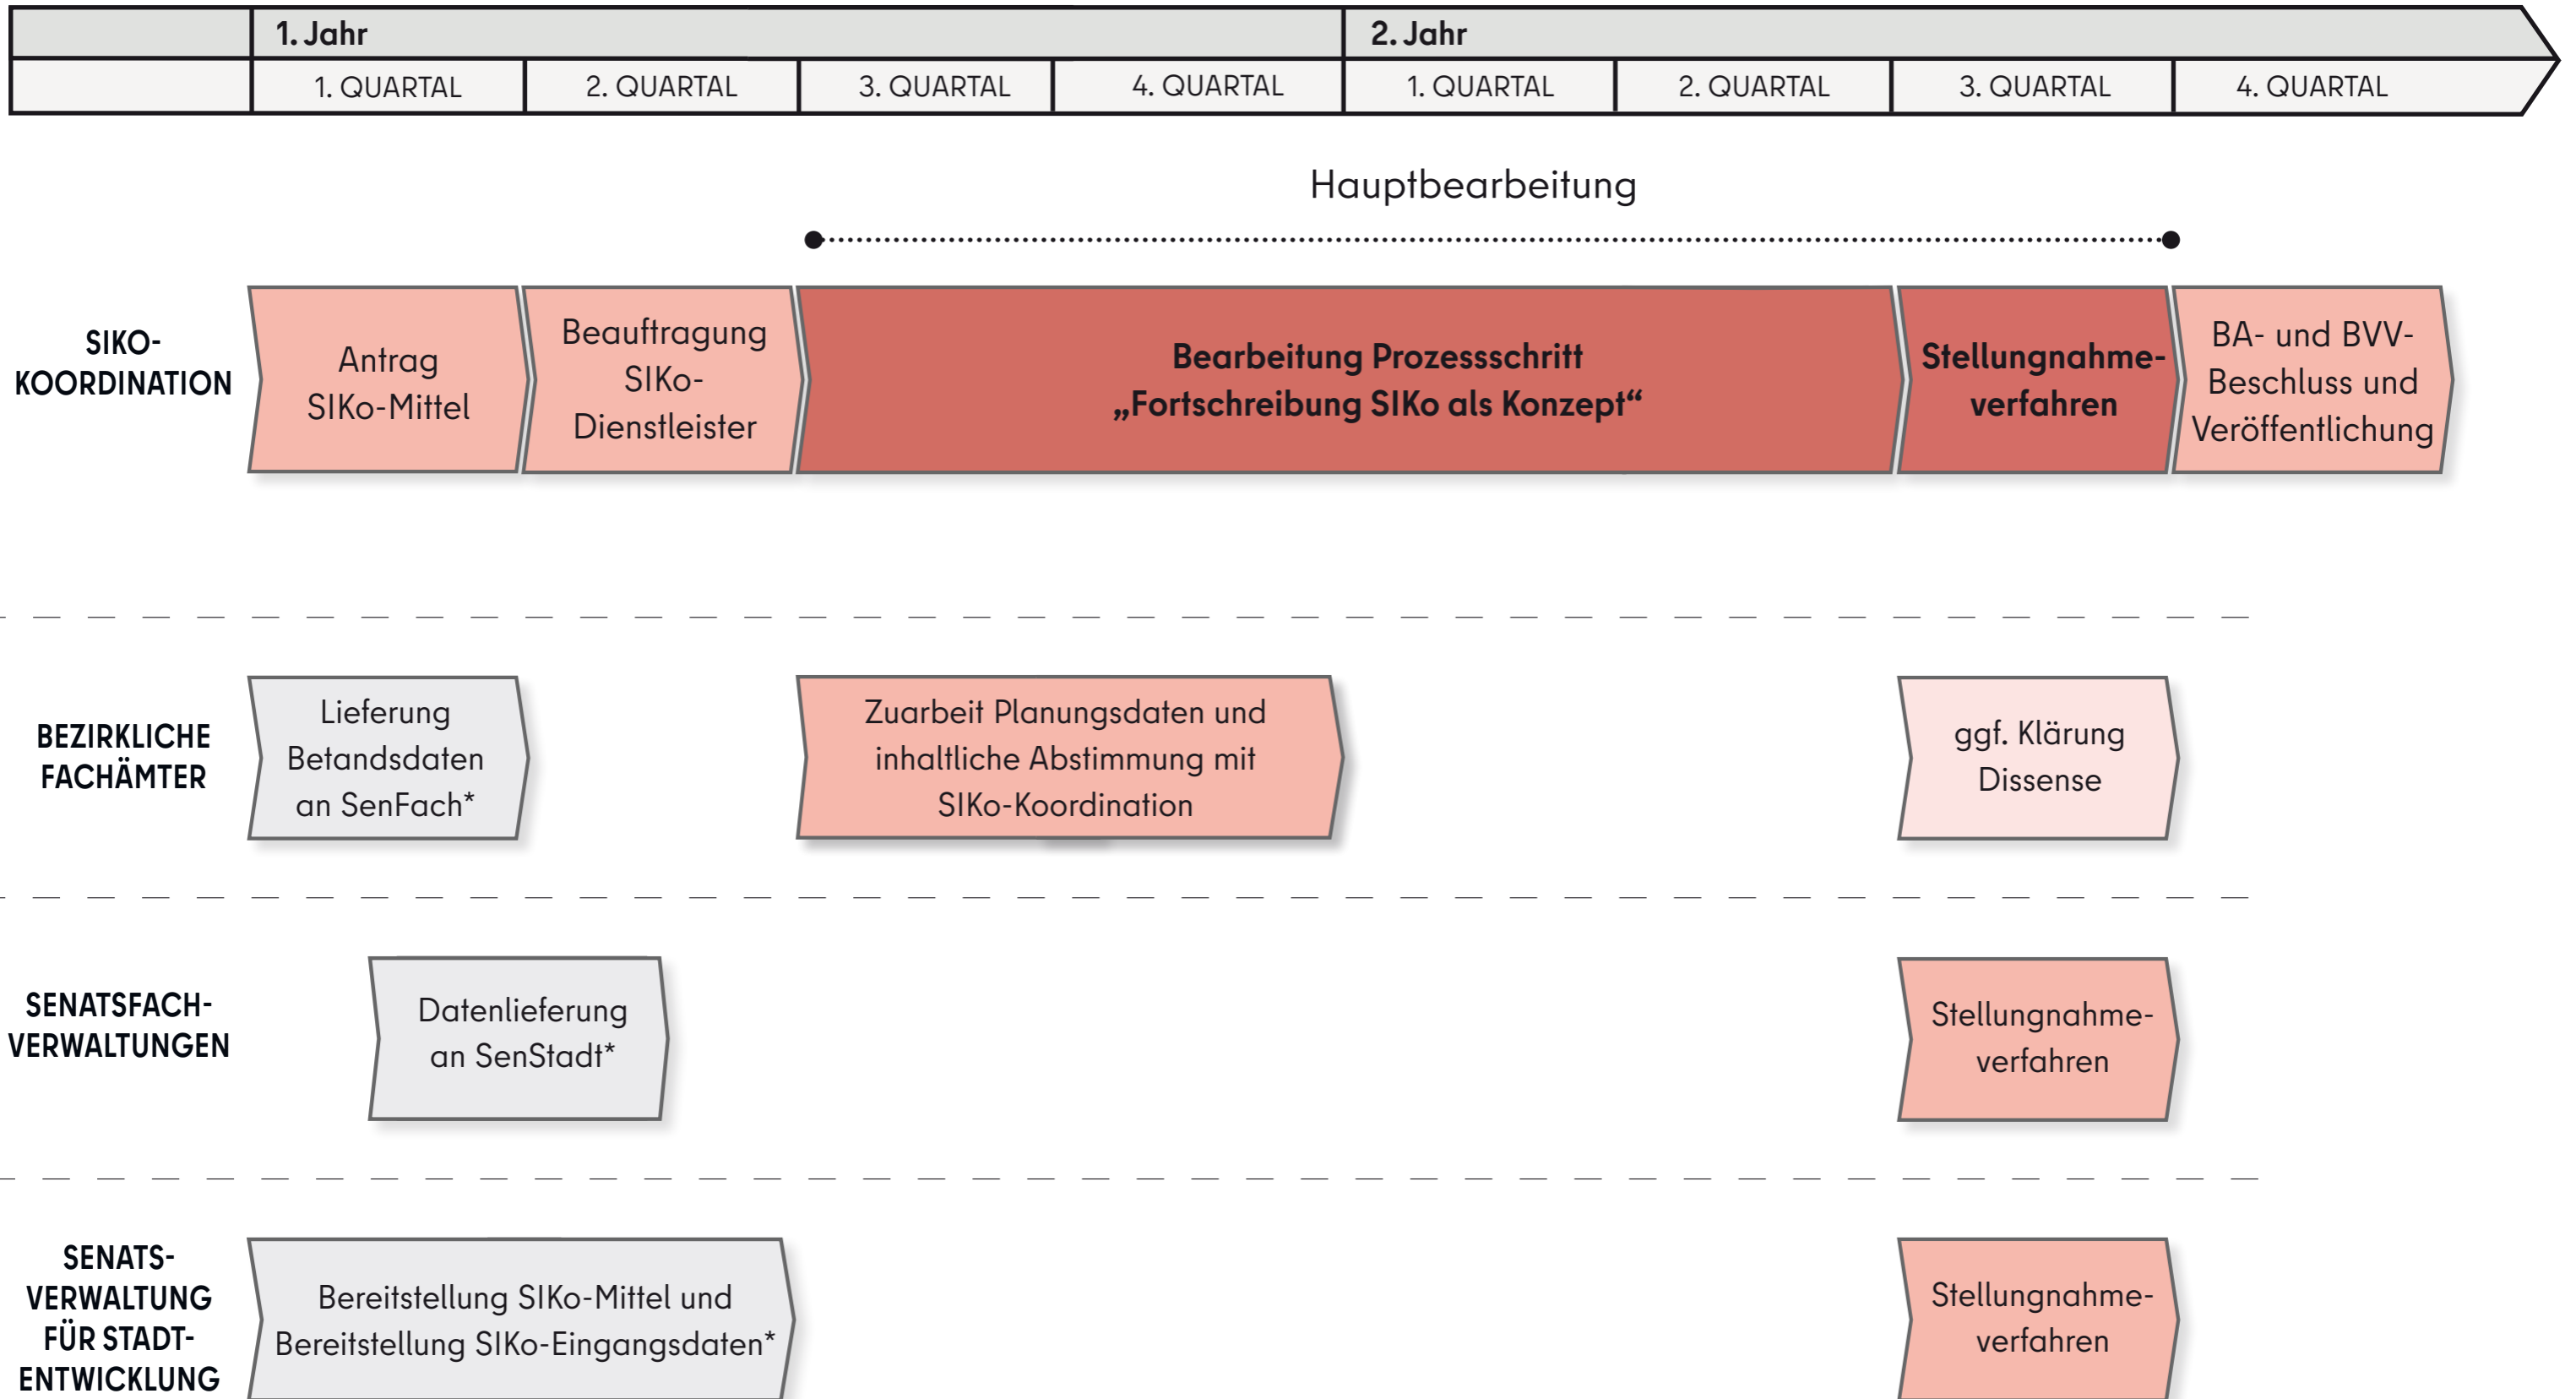 1. Jahr
2. Jahr
1. QUARTAL
2. QUARTAL
3. QUARTAL
4. QUARTAL
1. QUARTAL
2. QUARTAL
3. QUARTAL
4. QUARTAL
Hauptbearbeitung
SIKO-
KOORDINATION
Antrag
SIKo-Mittel
Beauftragung
SIKo-
Dienstleister
Bearbeitung Prozessschritt
„Fortschreibung SIKo als Konzept“
Stellungnahme-
verfahren
BA- und BVV-
Beschluss und
Veröffentlichung
BEZIRKLICHE
FACHÄMTER
Lieferung
Betandsdaten
an SenFach*
Zuarbeit Planungsdaten und
inhaltliche Abstimmung mit
SIKo-Koordination
ggf. Klärung
Dissense
SENATSFACH-
VERWALTUNGEN
Datenlieferung
an SenStadt*
Stellungnahme-
verfahren
SENATS-
VERWALTUNG
FÜR STADT-
ENTWICKLUNG
Bereitstellung SIKo-Mittel und
Bereitstellung SIKo-Eingangsdaten*
Stellungnahme-
verfahren